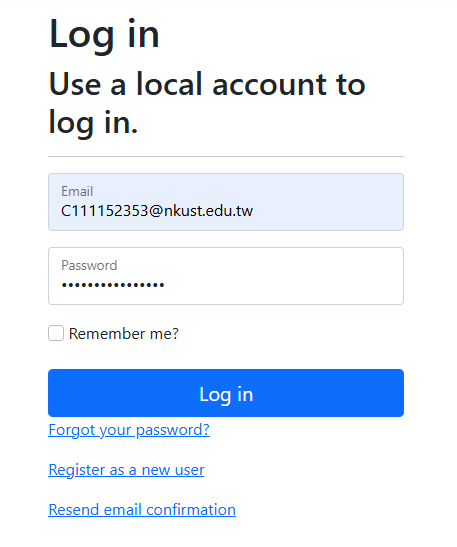 Log in
Use a local account to
log in.
Email
C111152353@nkust.edu.tw
Password
••••••••••••••••
Remember me?
Log in
Forgot your password?
Register as a new user
Resend email confirmation